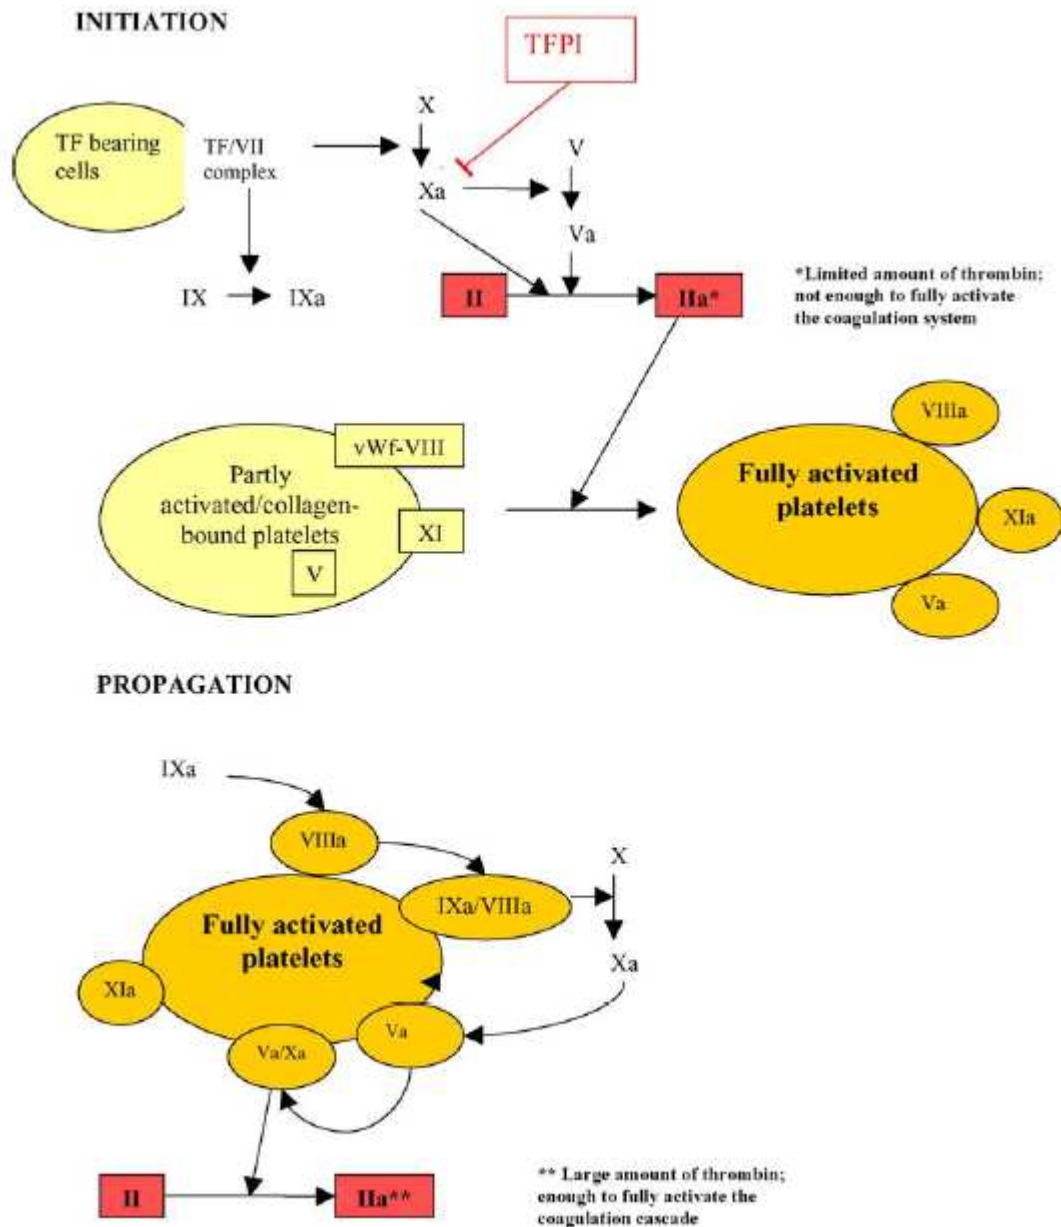 INITIATION
TFPI
X
TF bearing
cells
TF/VII
complex
V
Xa
Va
IX
IXa
II
IIa*
*Limited amount of thrombin;
not enough to fully activate
the coagulation system
VIIIa
vWf-VIII
Partly
activated/collagen-
bound platelets
XI
V
Fully activated
platelets
XIa
Va
PROPAGATION
IXa
VIIIa
X
IXa/VIIIa
Fully activated
platelets
Xa
XIa
Va
Va/Xa
II
IIa**
** Large amount of thrombin;
enough to fully activate the
coagulation cascade